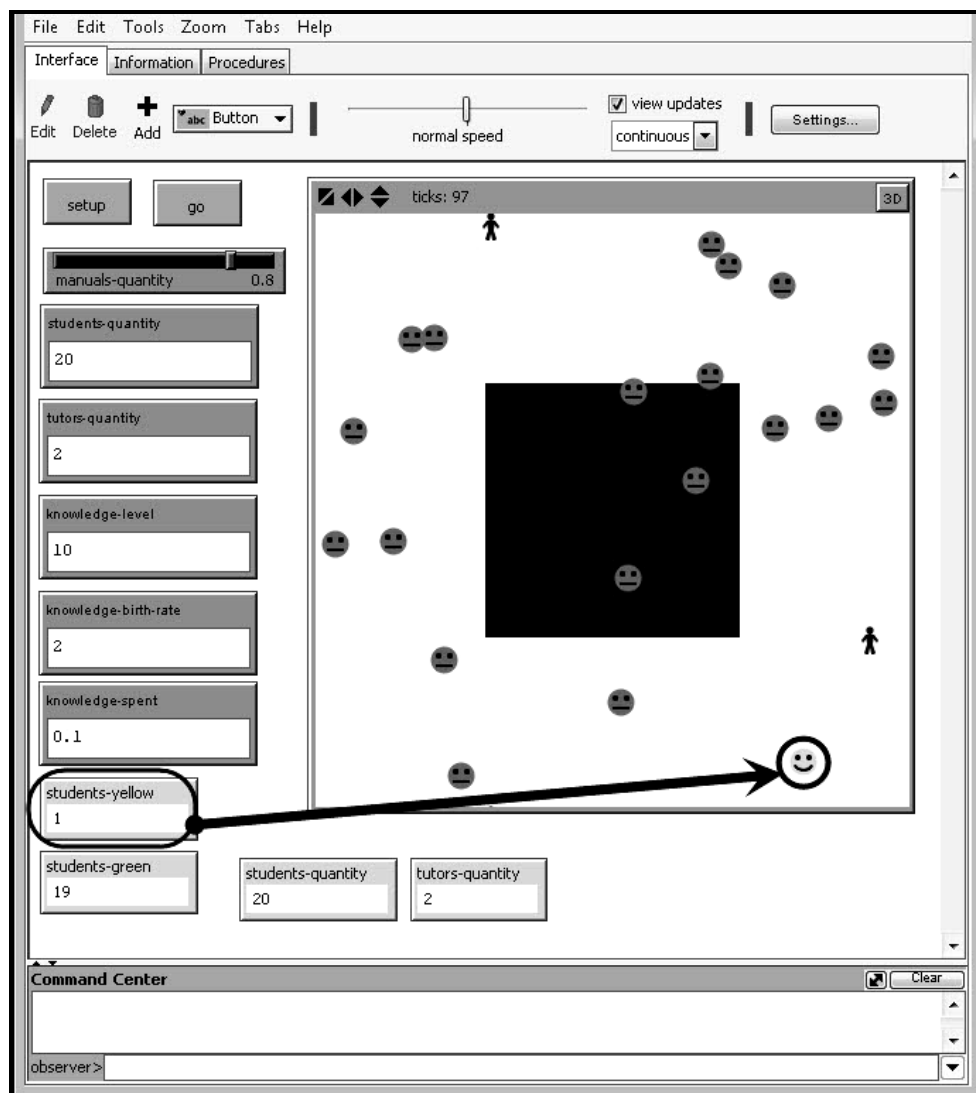 File Edit Tools Zoom Tabs Help
Interface Information Procedures
Edit Delete Add abc Button normal speed view updates continuous Settings...
setup go
ticks: 97 3D
manuals-quantity 0.8
students-quantity
20
tutors-quantity
2
knowledge-level
10
knowledge-birth-rate
2
knowledge-spent
0.1
students-yellow
1
students-green
19
students-quantity
20
tutors-quantity
2
Command Center Clear
observer>